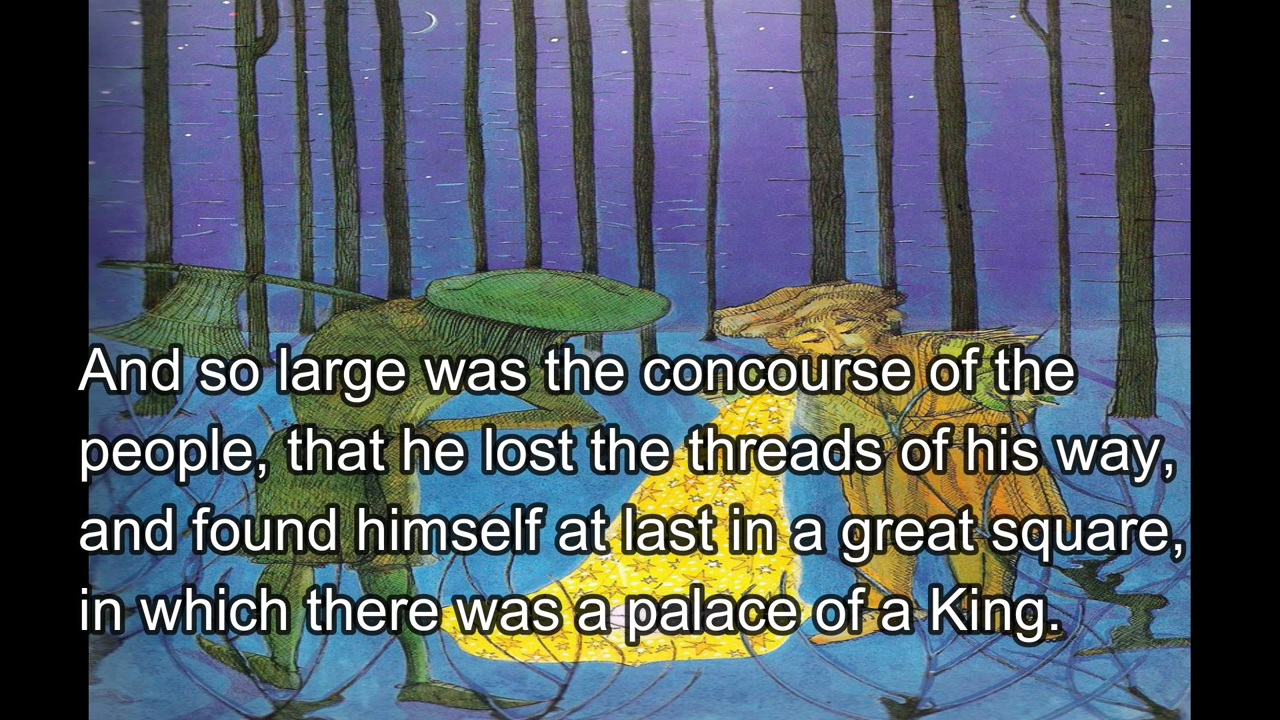 And so large was the concourse of the
people, that he lost the threads of his way,
and found himself at last in a great square,
in which there was a palace of a King.